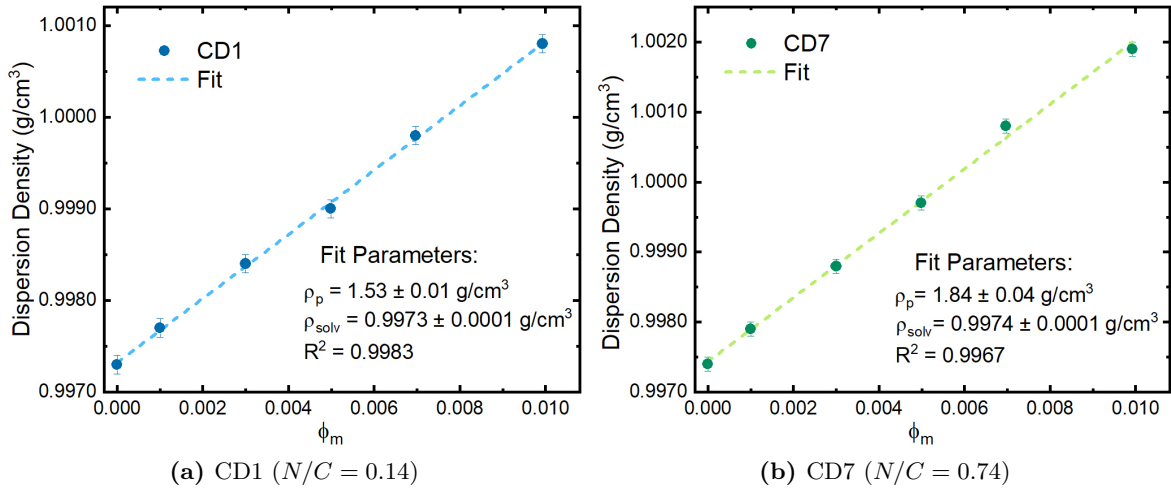 1.0010
1.0000
0.9990
0.9980
0.9970
Dispersion Density (g/cm³)
CD1
Fit
Fit Parameters:
ρₚ = 1.53 ± 0.01 g/cm³
ρsolv = 0.9973 ± 0.0001 g/cm³
R² = 0.9983
0.000 0.002 0.004 0.006 0.008 0.010
ϕm
(a) CD1 (N/C = 0.14)
1.0020
1.0010
1.0000
0.9990
0.9980
0.9970
Dispersion Density (g/cm³)
CD7
Fit
Fit Parameters:
ρₚ = 1.84 ± 0.04 g/cm³
ρsolv = 0.9974 ± 0.0001 g/cm³
R² = 0.9967
0.000 0.002 0.004 0.006 0.008 0.010
ϕm
(b) CD7 (N/C = 0.74)